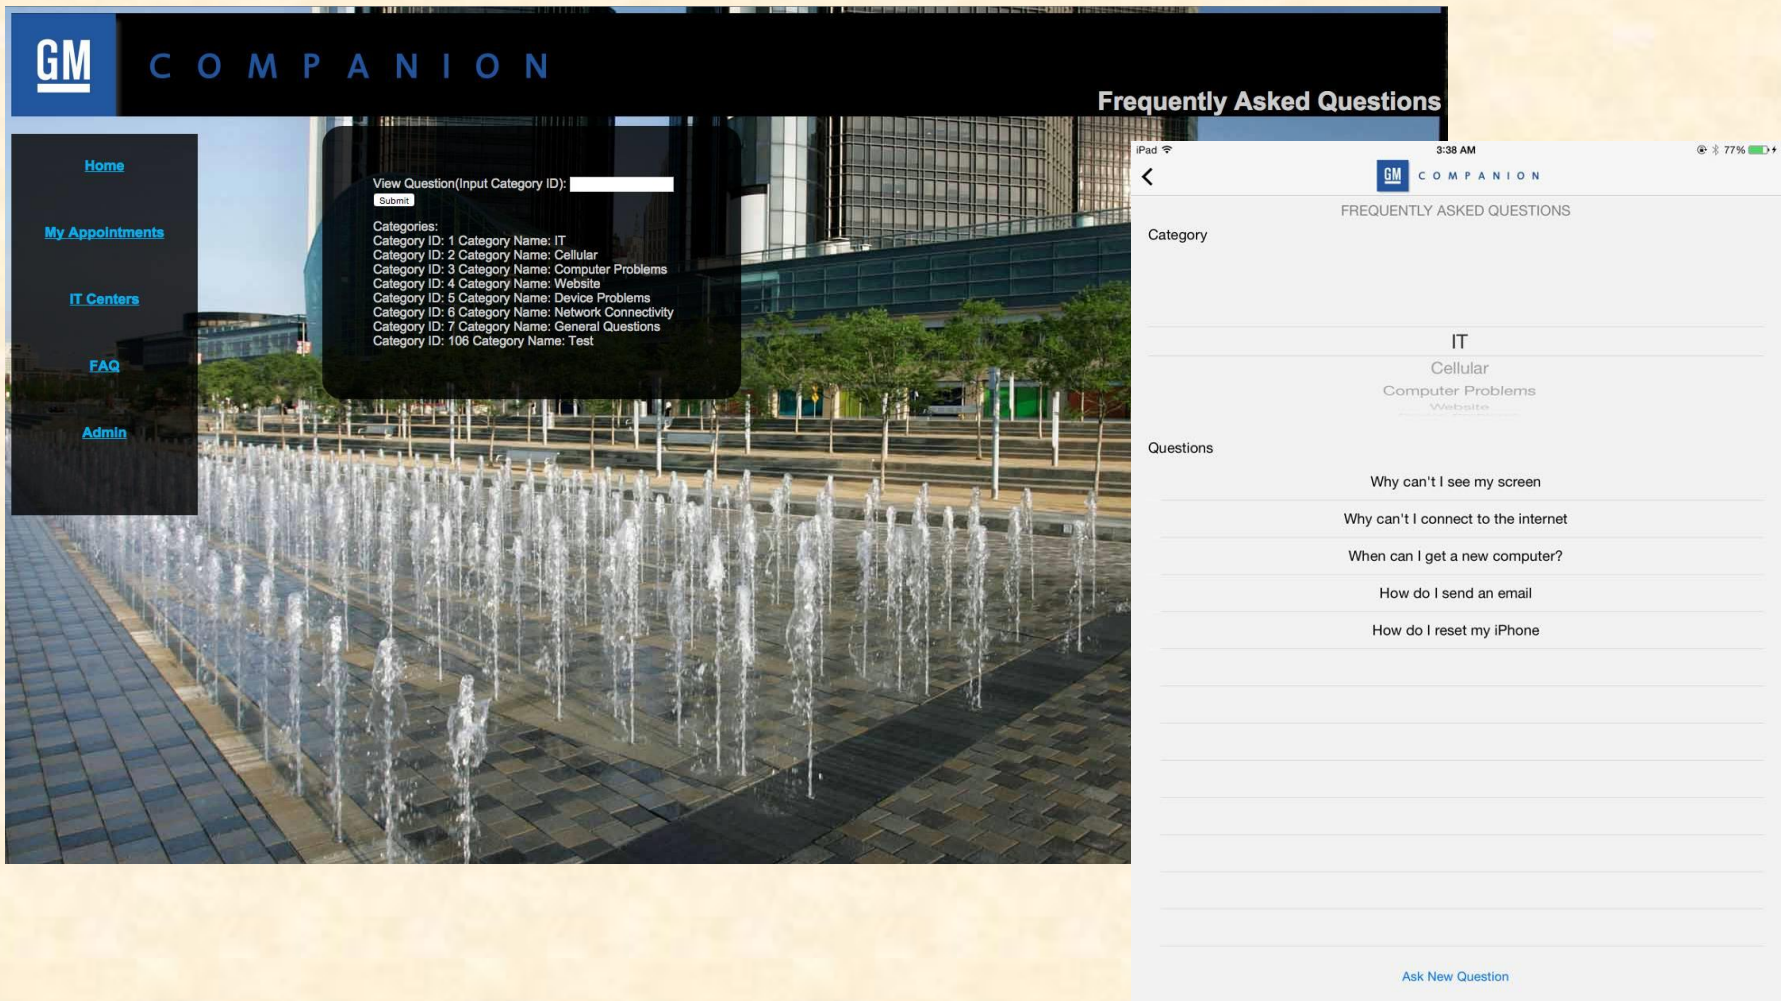 GM COMPANION
Frequently Asked Questions
Home
My Appointments
IT Centers
FAQ
Admin
View Question(Input Category ID):
Submit
Categories:
Category ID: 1 Category Name: IT
Category ID: 2 Category Name: Cellular
Category ID: 3 Category Name: Computer Problems
Category ID: 4 Category Name: Website
Category ID: 5 Category Name: Device Problems
Category ID: 6 Category Name: Network Connectivity
Category ID: 7 Category Name: General Questions
Category ID: 106 Category Name: Test
iPad 3:38 AM 77%
GM COMPANION
FREQUENTLY ASKED QUESTIONS
Category
IT
Cellular
Computer Problems
Website
Questions
Why can't I see my screen
Why can't I connect to the internet
When can I get a new computer?
How do I send an email
How do I reset my iPhone
Ask New Question